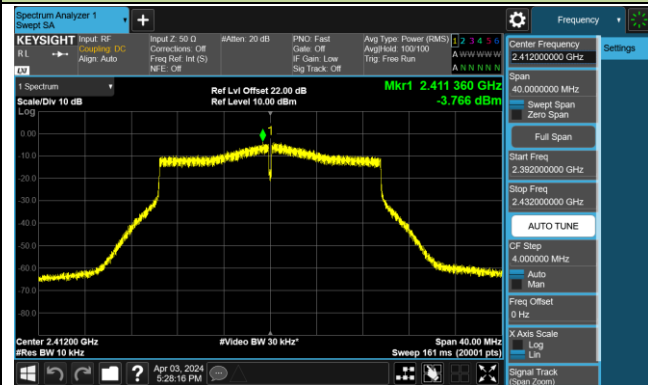 Spectrum Analyzer 1
Swept SA
Frequency
KEYSIGHT
Input: RF
Input Z: 50 Ω
#Atten: 20 dB
PNO: Fast
Avg Type: Power (RMS)
1 2 3 4 5 6
RL
Coupling: DC
Corrections: Off
Gate: Off
Avg|Hold: 100/100
A W W W W W
Align: Auto
Freq Ref: Int (S)
IF Gain: Low
Trig: Free Run
NFE: Off
Sig Track: Off
A N N N N N
LXI
Center Frequency
2.412000000 GHz
Settings
Span
40.0000000 MHz
Swept Span
Zero Span
Full Span
Start Freq
2.392000000 GHz
Stop Freq
2.432000000 GHz
AUTO TUNE
CF Step
4.000000 MHz
Auto
Man
Freq Offset
0 Hz
X Axis Scale
Log
Lin
Signal Track
(Span Zoom)
1 Spectrum
Ref Lvl Offset 22.00 dB
Mkr1 2.411 360 GHz
Scale/Div 10 dB
Ref Level 10.00 dBm
-3.766 dBm
Log
1
0.00
-10.0
-20.0
-30.0
-40.0
-50.0
-60.0
-70.0
-80.0
Center 2.41200 GHz
#Video BW 30 kHz*
Span 40.00 MHz
#Res BW 10 kHz
Sweep 161 ms (20001 pts)
Apr 03, 2024
5:28:16 PM